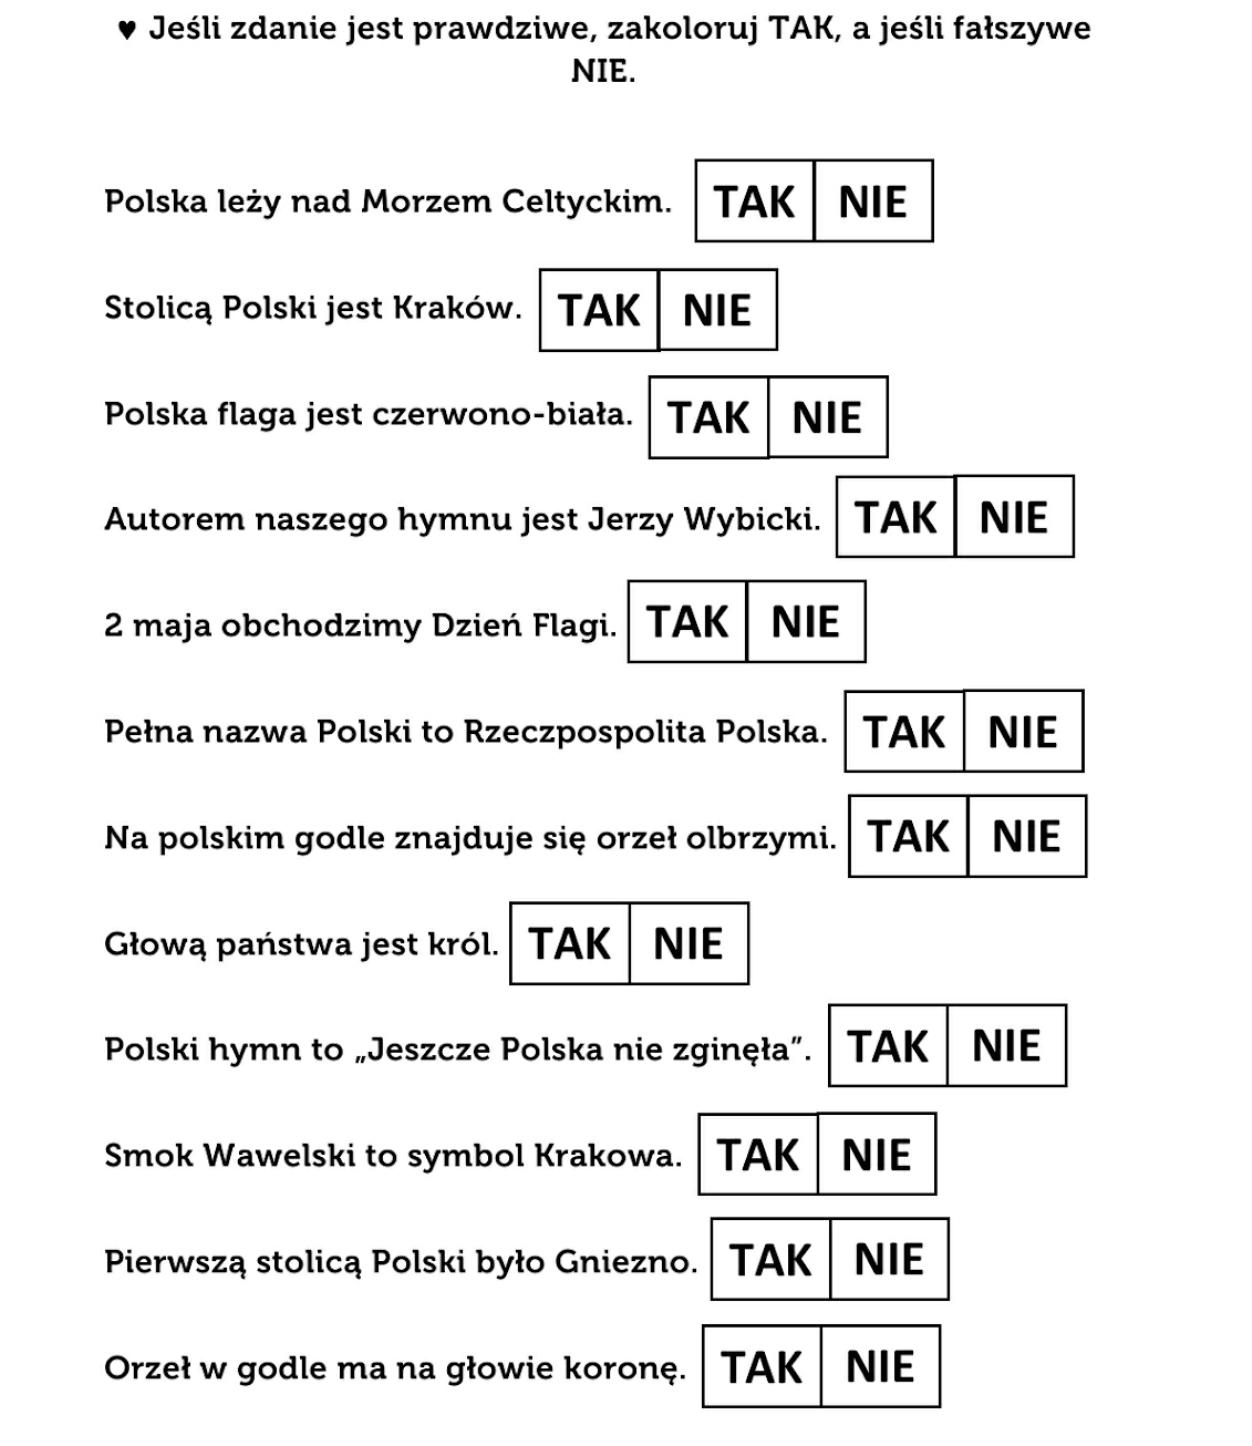 ♥ Jeśli zdanie jest prawdziwe, zakoloruj TAK, a jeśli fałszywe
NIE.
Polska leży nad Morzem Celtyckim. TAK NIE
Stolicą Polski jest Kraków. TAK NIE
Polska flaga jest czerwono-biała. TAK NIE
Autorem naszego hymnu jest Jerzy Wybicki. TAK NIE
2 maja obchodzimy Dzień Flagi. TAK NIE
Pełna nazwa Polski to Rzeczpospolita Polska. TAK NIE
Na polskim godle znajduje się orzeł olbrzymi. TAK NIE
Głową państwa jest król. TAK NIE
Polski hymn to „Jeszcze Polska nie zginęła”. TAK NIE
Smok Wawelski to symbol Krakowa. TAK NIE
Pierwszą stolicą Polski było Gniezno. TAK NIE
Orzeł w godle ma na głowie koronę. TAK NIE